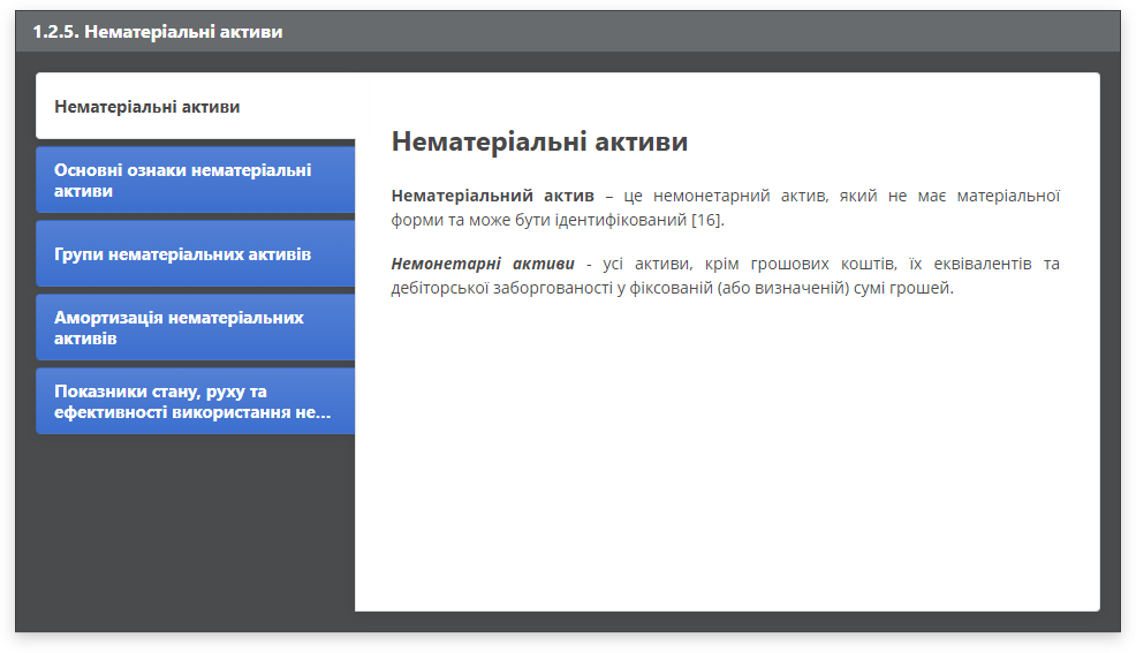 1.2.5. Нематеріальні активи
Нематеріальні активи
Основні ознаки нематеріальні
активи
Групи нематеріальних активів
Амортизація нематеріальних
активів
Показники стану, руху та
ефективності використання не...
Нематеріальні активи
Нематеріальний актив – це немонетарний актив, який не має матеріальної
форми та може бути ідентифікований [16].
Немонетарні активи - усі активи, крім грошових коштів, їх еквівалентів та
дебіторської заборгованості у фіксованій (або визначеній) сумі грошей.